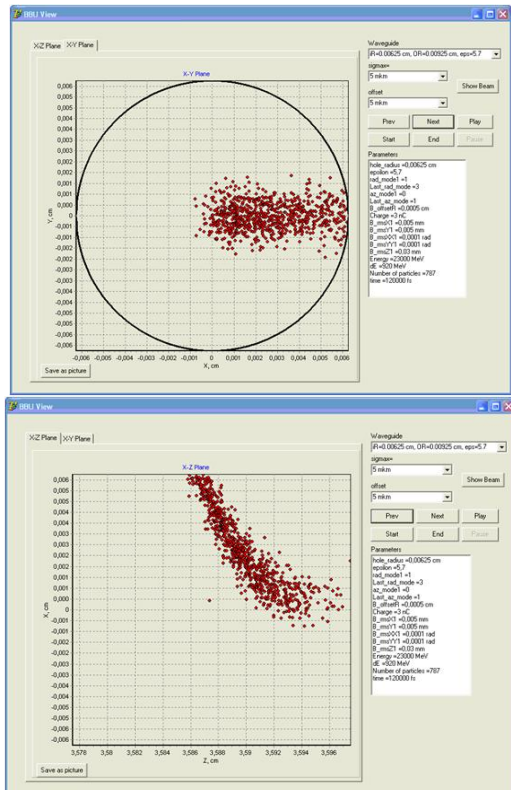 BBU View
X-Z Plane X-Y Plane
X-Y Plane
0,006
0,005
0,004
0,003
0,002
0,001
0
-0,001
-0,002
-0,003
-0,004
-0,005
-0,006
Y, cm
-0,006 -0,005 -0,004 -0,003 -0,002 -0,001 0 0,001 0,002 0,003 0,004 0,005 0,006
X, cm
Save as picture
Waveguide
iR=0.00625 cm, OR=0.00925 cm, eps=5.7
sigmax=
5 mkm
offset
5 mkm
Show Beam
Prev Next Play
Start End Pause
Parameters
hole_radius =0,00625 cm
epsilon =5,7
rad_mode1 =1
Last_rad_mode =3
az_mode1 =0
Last_az_mode =1
B_offsetR =0,0005 cm
Charge =3 nC
B_rmsX1 =0,005 mm
B_rmsY1 =0,005 mm
B_rmsXX1 =0,0001 rad
B_rmsYY1 =0,0001 rad
B_rmsZ1 =0,03 mm
Energy =23000 MeV
dE =920 MeV
Number of particles =787
time =120000 fs
BBU View
X-Z Plane X-Y Plane
X-Z Plane
0,006
0,005
0,004
0,003
0,002
0,001
0
-0,001
-0,002
-0,003
-0,004
-0,005
-0,006
X, cm
3,578 3,58 3,582 3,584 3,586 3,588 3,59 3,592 3,594 3,596
Z, cm
Save as picture
Waveguide
iR=0.00625 cm, OR=0.00925 cm, eps=5.7
sigmax=
5 mkm
offset
5 mkm
Show Beam
Prev Next Play
Start End Pause
Parameters
hole_radius =0,00625 cm
epsilon =5,7
rad_mode1 =1
Last_rad_mode =3
az_mode1 =0
Last_az_mode =1
B_offsetR =0,0005 cm
Charge =3 nC
B_rmsX1 =0,005 mm
B_rmsY1 =0,005 mm
B_rmsXX1 =0,0001 rad
B_rmsYY1 =0,0001 rad
B_rmsZ1 =0,03 mm
Energy =23000 MeV
dE =920 MeV
Number of particles =787
time =120000 fs